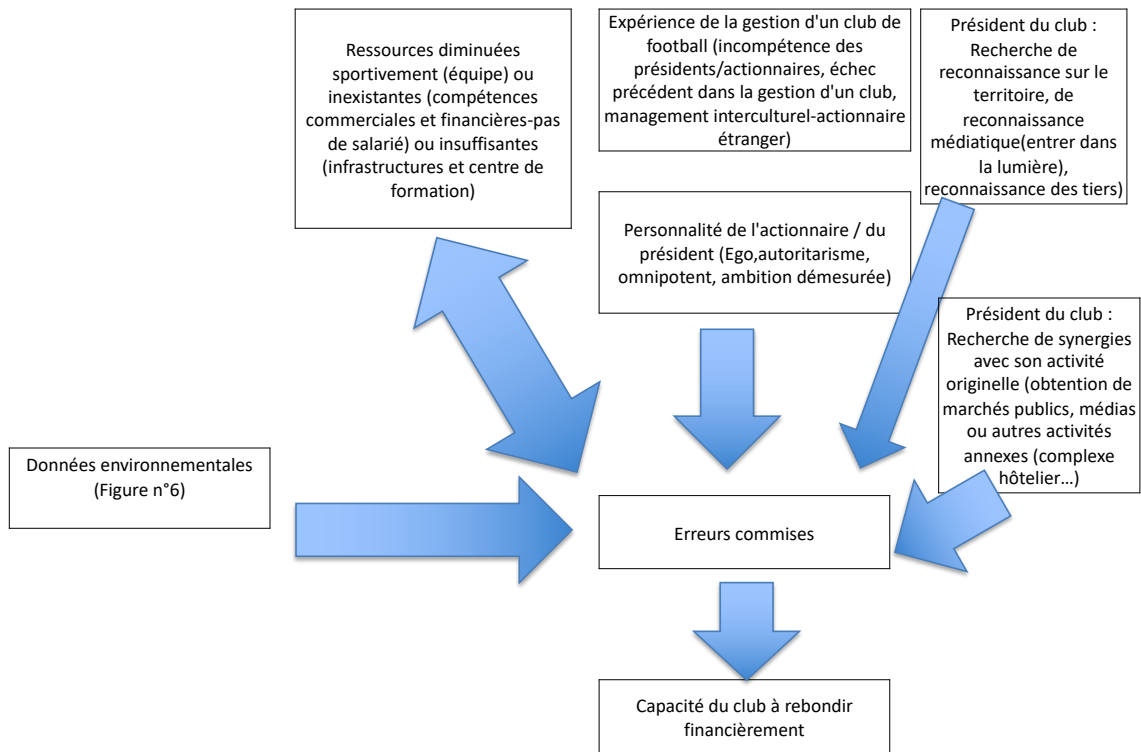 Ressources diminuées
sportivement (équipe) ou
inexistantes (compétences
commerciales et financières-pas
de salarié) ou insuffisantes
(infrastructures et centre de
formation)
Expérience de la gestion d'un club de
football (incompétence des
présidents/actionnaires, échec
précédent dans la gestion d'un club,
management interculturel-actionnaire
étranger)
Président du club :
Recherche de
reconnaissance sur le
territoire, de
reconnaissance
médiatique(entrer dans
la lumière),
reconnaissance des tiers)
Personnalité de l'actionnaire / du
président (Ego,autoritarisme,
omnipotent, ambition démesurée)
Président du club :
Recherche de synergies
avec son activité
originelle (obtention de
marchés publics, médias
ou autres activités
annexes (complexe
hôtelier…)
Données environnementales
(Figure n°6)
Erreurs commises
Capacité du club à rebondir
financièrement